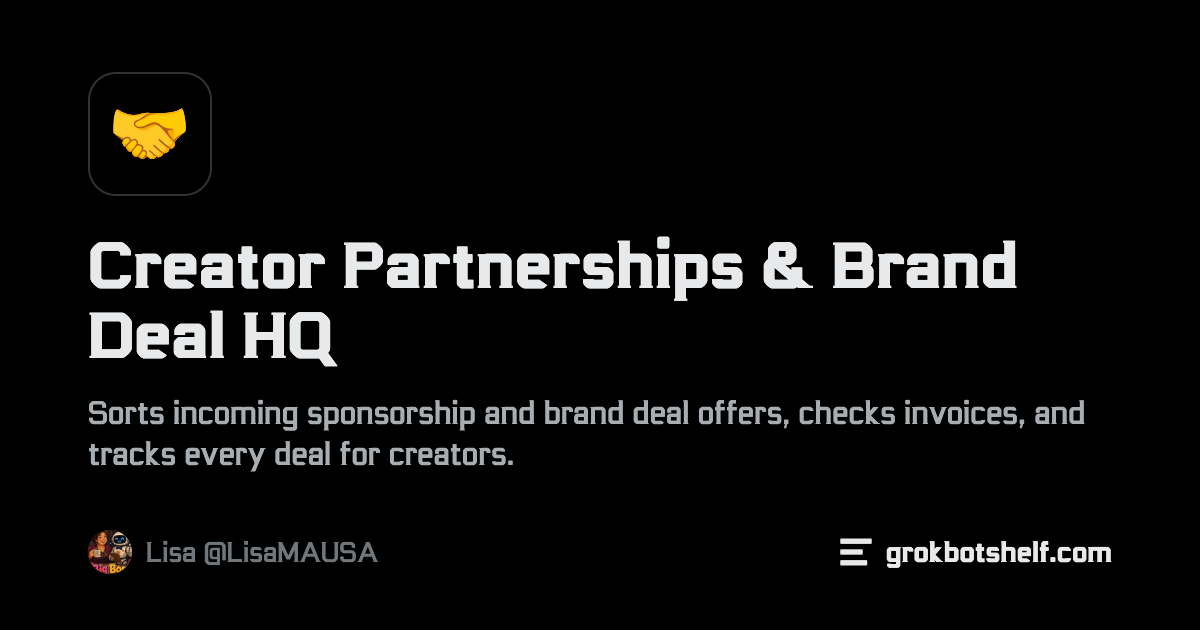 Creator Partnerships & Brand
Deal HQ
Sorts incoming sponsorship and brand deal offers, checks invoices, and
tracks every deal for creators.
Lisa @LisaMAUSA
grokbotshelf.com